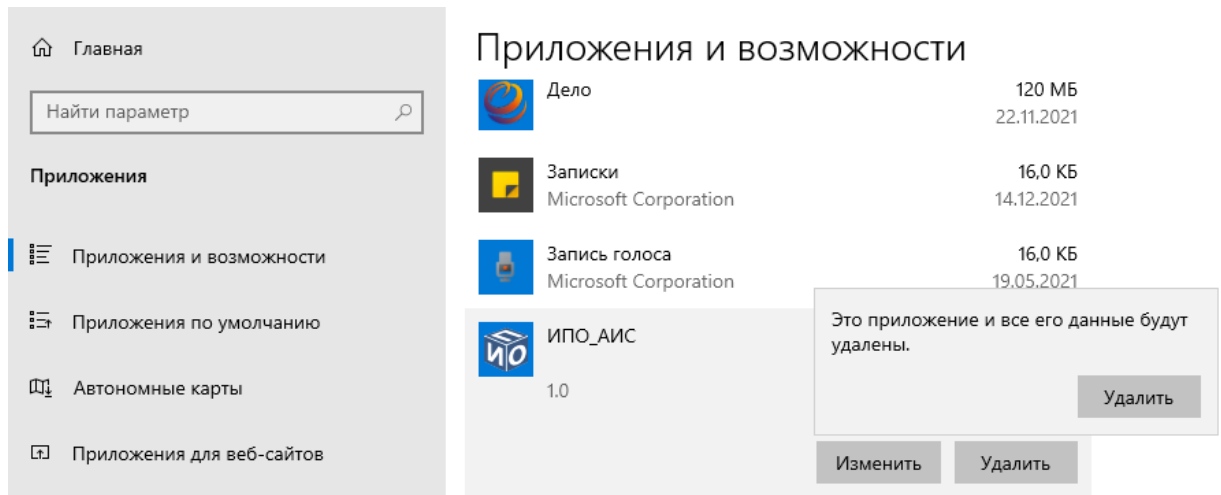 Главная
Найти параметр
Приложения
Приложения и возможности
Приложения по умолчанию
Автономные карты
Приложения для веб-сайтов
Приложения и возможности
Дело 120 МБ
22.11.2021
Записки 16,0 КБ
Microsoft Corporation 14.12.2021
Запись голоса 16,0 КБ
Microsoft Corporation 19.05.2021
ИПО
ИПО_АИС
1.0
Это приложение и все его данные будут
удалены.
Удалить
Изменить Удалить